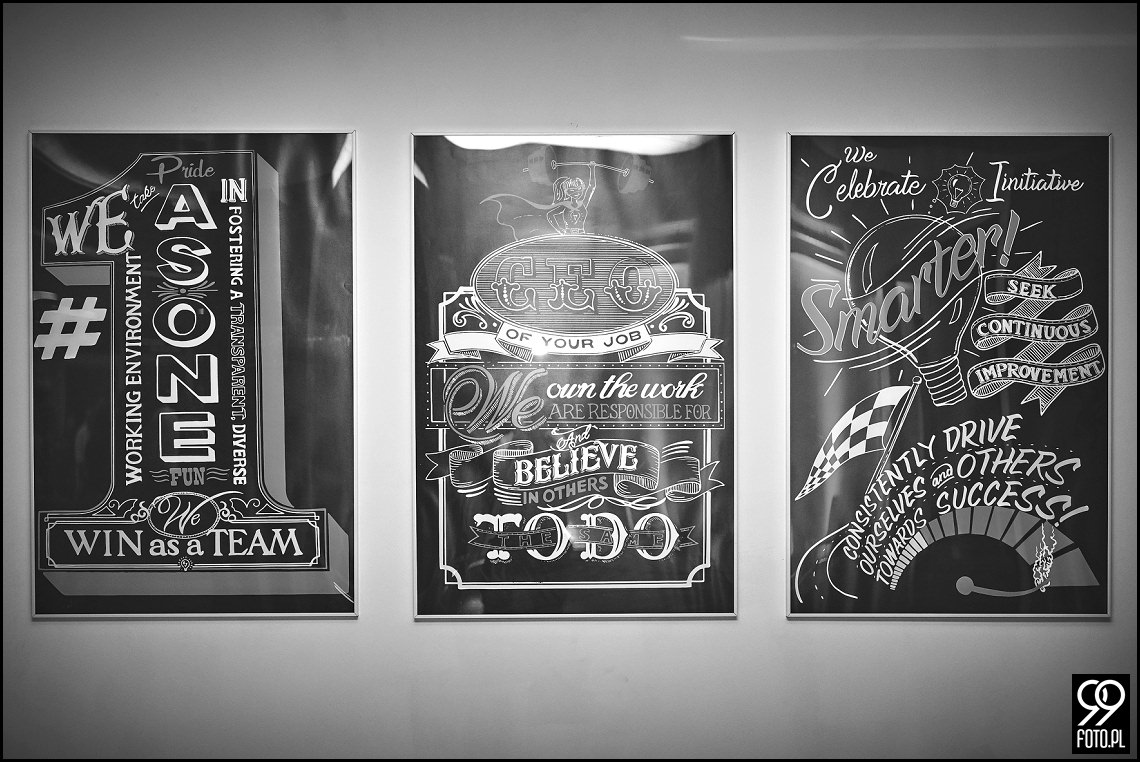 #
WE
take
Pride
IN
AS ONE
FOSTERING A TRANSPARENT, DIVERSE
FUN
WORKING ENVIRONMENT
We
WIN as a TEAM
CEO
OF YOUR JOB
We own the work
ARE RESPONSIBLE FOR
And
BELIEVE
IN OTHERS
TO DO
THE SAME
We
Celebrate Iinitiative
Smarter!
SEEK
CONTINUOUS
IMPROVEMENT
CONSISTENTLY DRIVE
OURSELVES and OTHERS
TOWARDS SUCCESS!
99
FOTO.PL